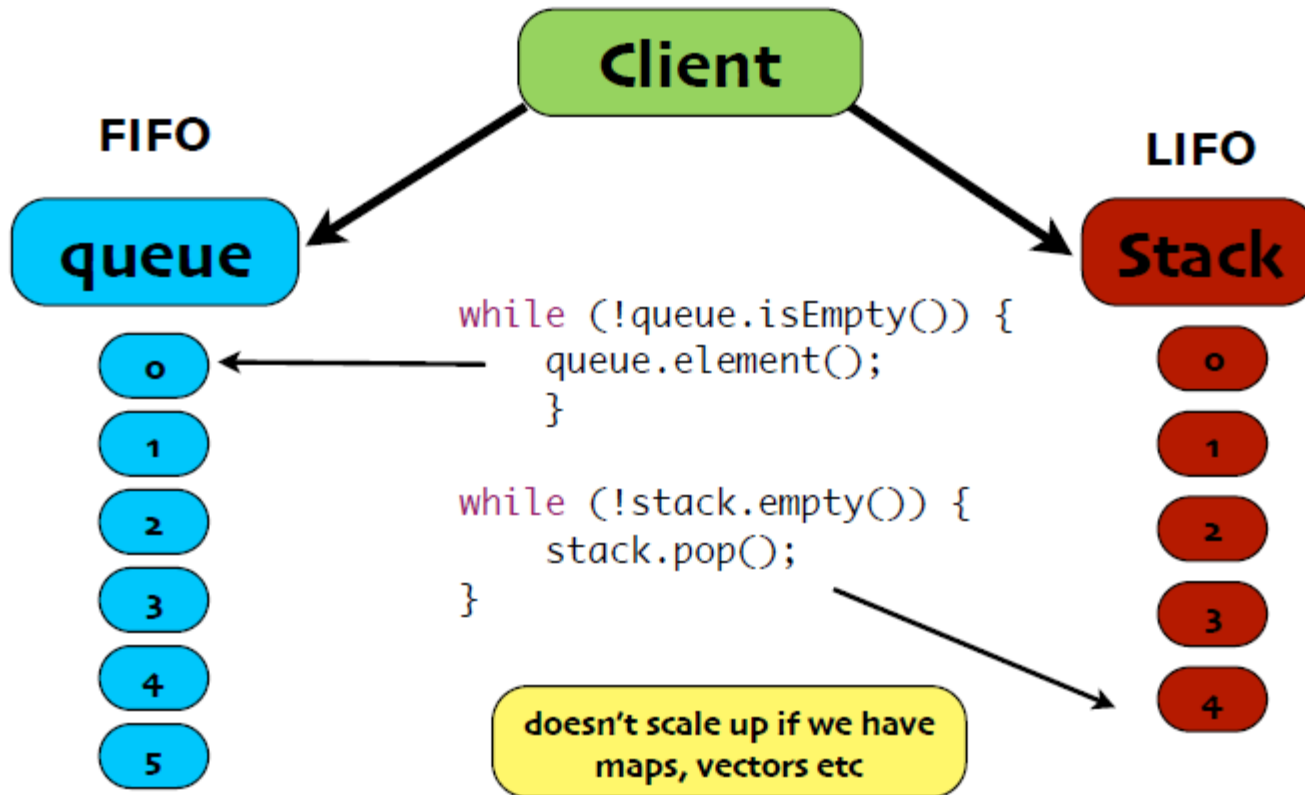 Client
FIFO
LIFO
queue
Stack
while (!queue.isEmpty()) {
queue.element();
}
while (!stack.empty()) {
stack.pop();
}
0
1
2
3
4
5
0
1
2
3
4
doesn't scale up if we have
maps, vectors etc